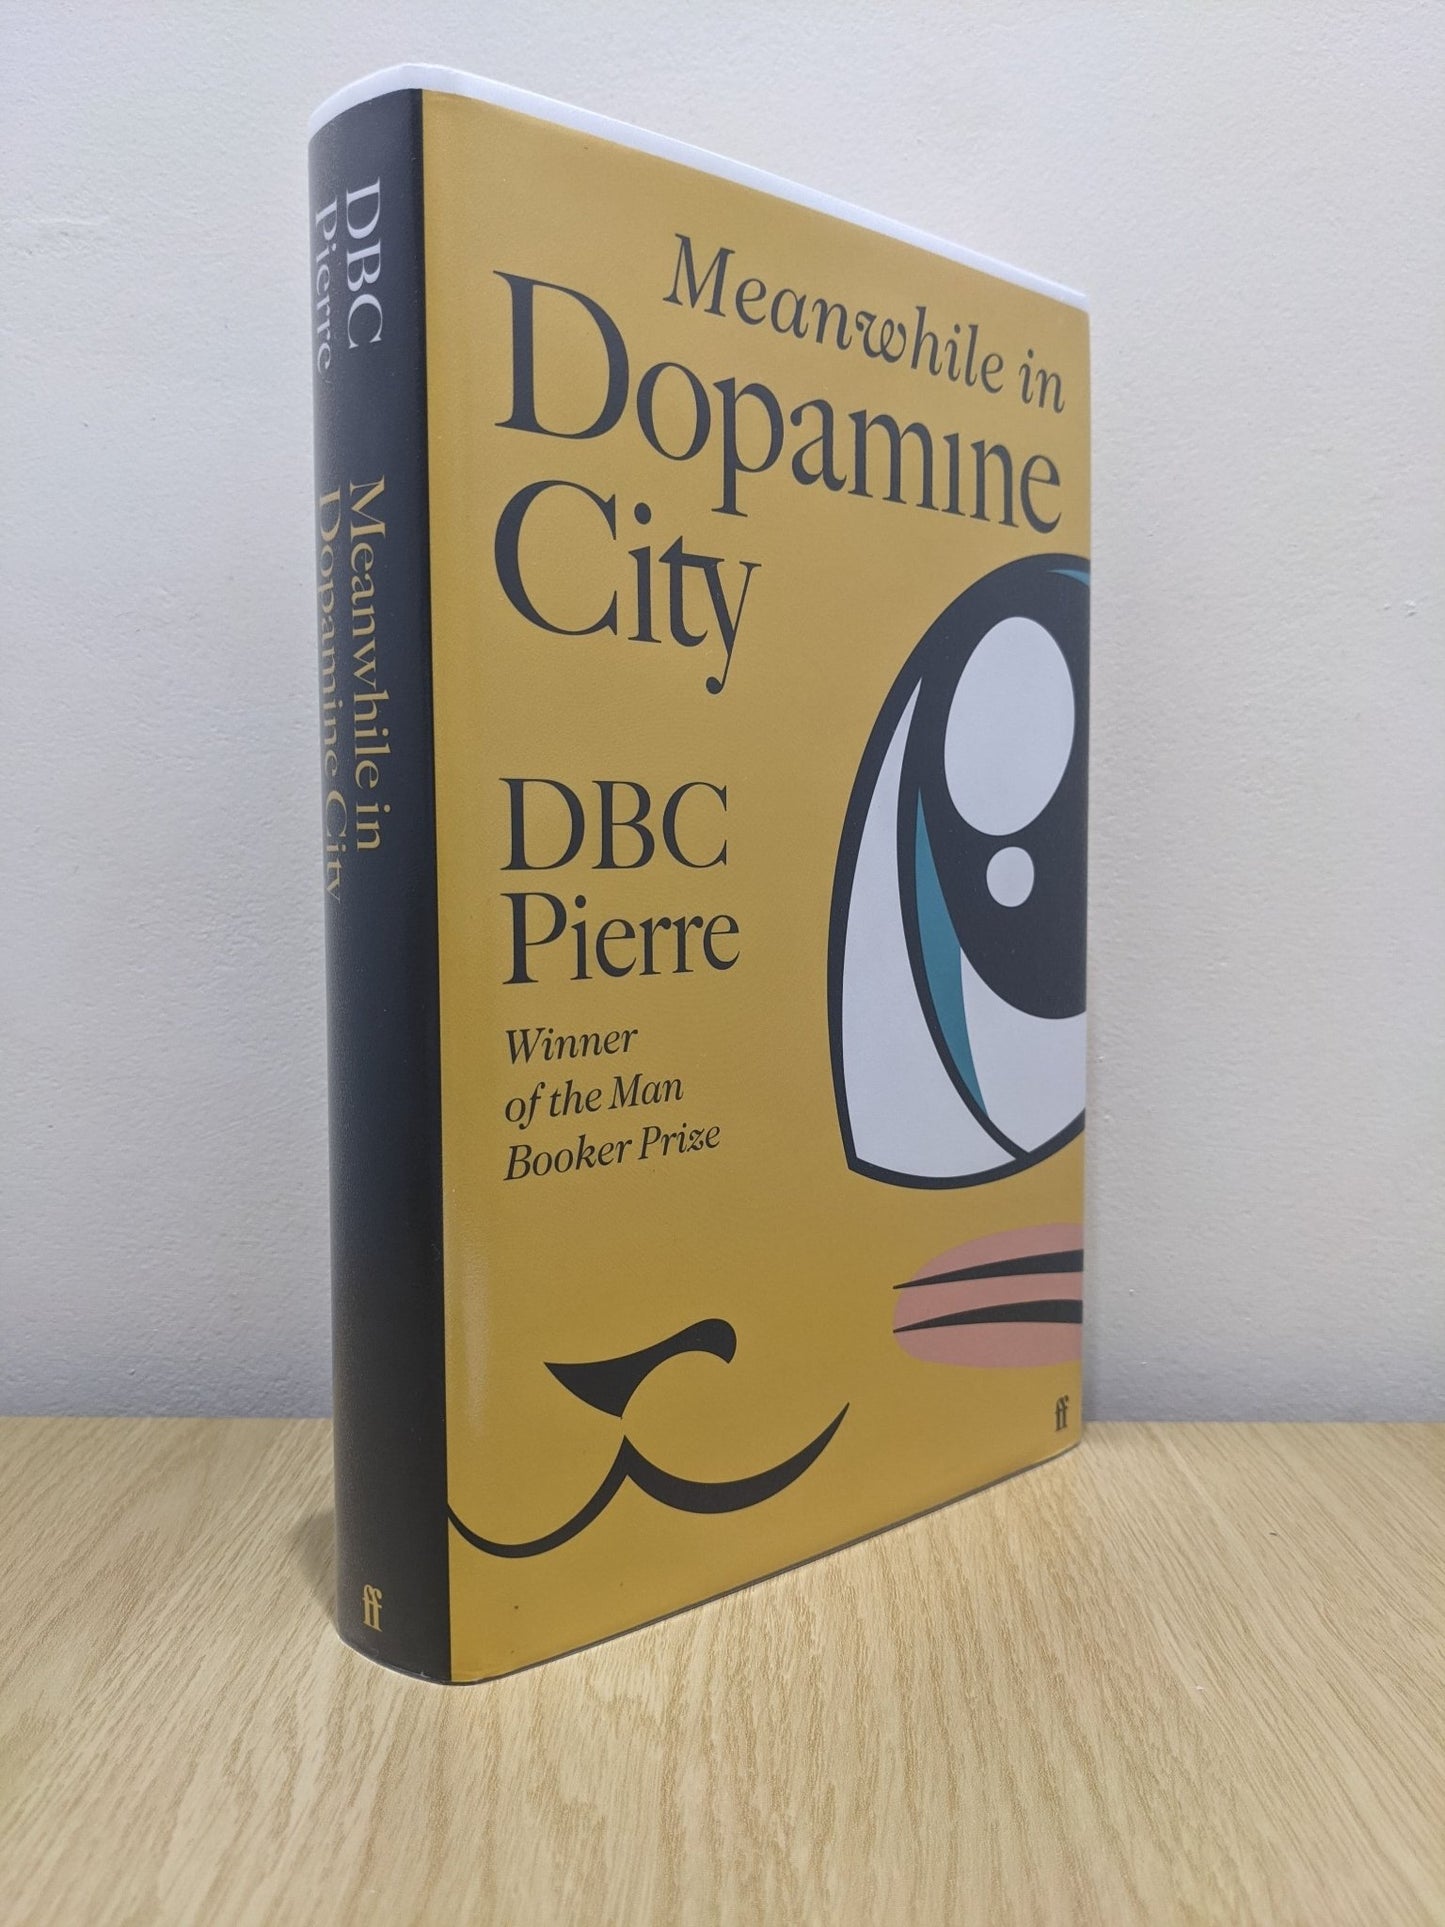 DBC
Pierre
Meanwhile in
Dopamine City
ff
Meanwhile in
Dopamine
City
DBC
Pierre
Winner
of the Man
Booker Prize
ff